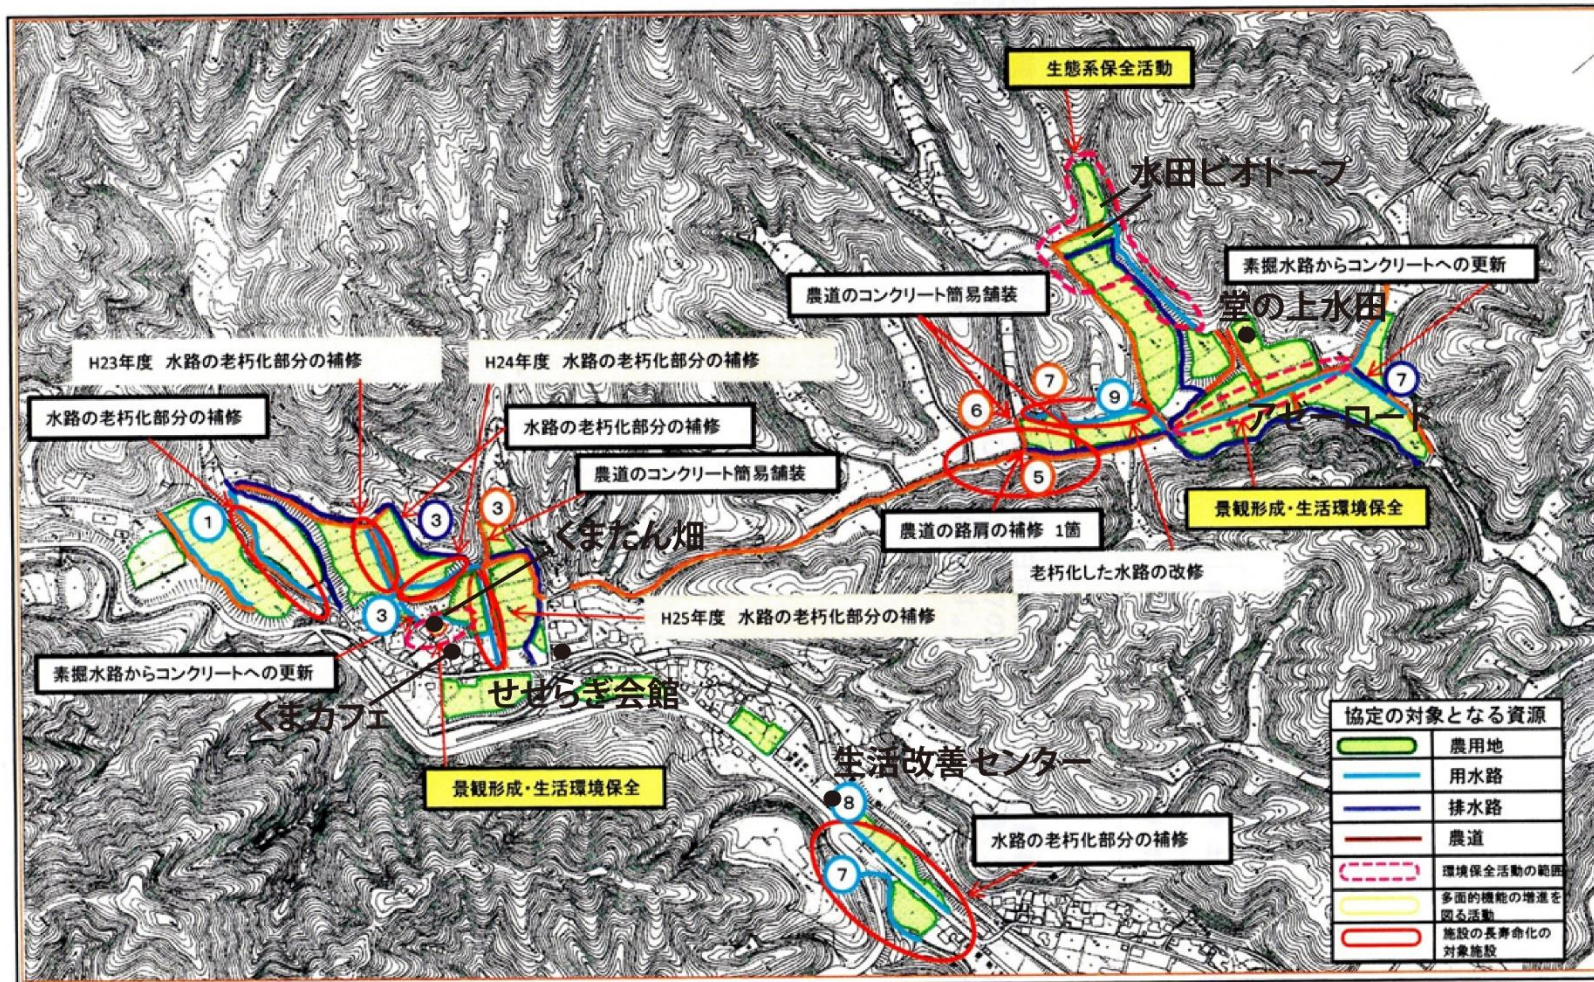 生態系保全活動
水田ビオトープ
素掘水路からコンクリートへの更新
農道のコンクリート簡易舗装
堂の上水田
H23年度 水路の老朽化部分の補修
H24年度 水路の老朽化部分の補修
7
7
9
6
水路の老朽化部分の補修
水路の老朽化部分の補修
アゼーロード
農道のコンクリート簡易舗装
5
1
3
3
景観形成・生活環境保全
農道の路肩の補修 1箇
くまたん畑
老朽化した水路の改修
3
H25年度 水路の老朽化部分の補修
素掘水路からコンクリートへの更新
せせらぎ会館
くまカフェ
協定の対象となる資源
農用地
生活改善センター
用水路
景観形成・生活環境保全
8
排水路
水路の老朽化部分の補修
農道
7
環境保全活動の範囲
多面的機能の増進を
図る活動
施設の長寿命化の
対象施設